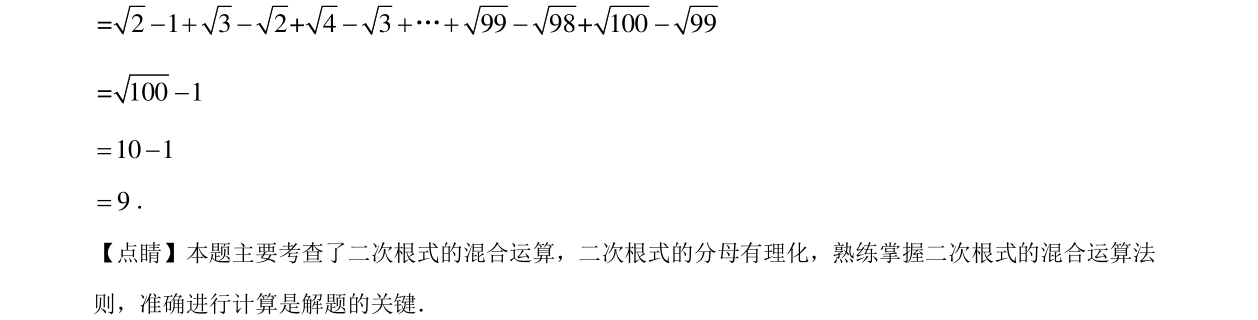 =√2−1+√3−√2+√4−√3+⋯+√99−√98+√100−√99
=√100−1
=10−1
=9．
【点睛】本题主要考查了二次根式的混合运算，二次根式的分母有理化，熟练掌握二次根式的混合运算法
则，准确进行计算是解题的关键．